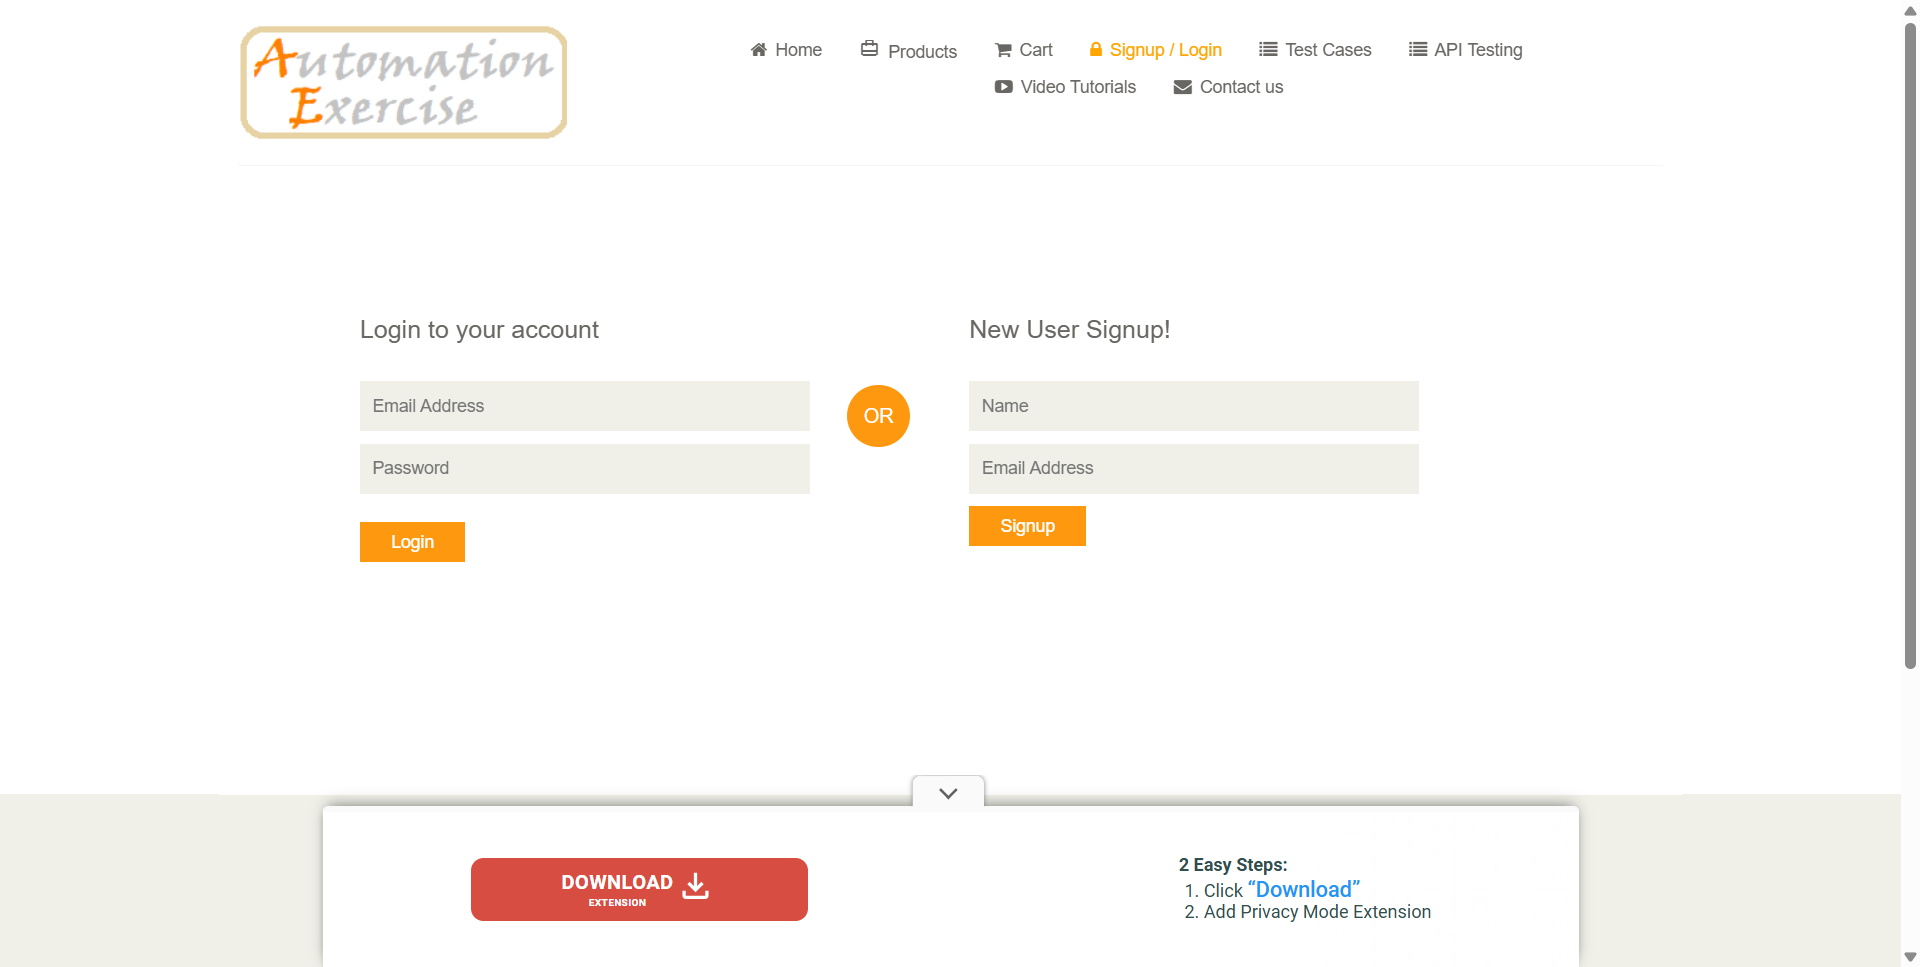 Automation
Exercise
Home
Products
Cart
Signup / Login
Test Cases
API Testing
Video Tutorials
Contact us
Login to your account
Email Address
Password
Login
OR
New User Signup!
Name
Email Address
Signup
DOWNLOAD
EXTENSION
2 Easy Steps:
1. Click “Download”
2. Add Privacy Mode Extension